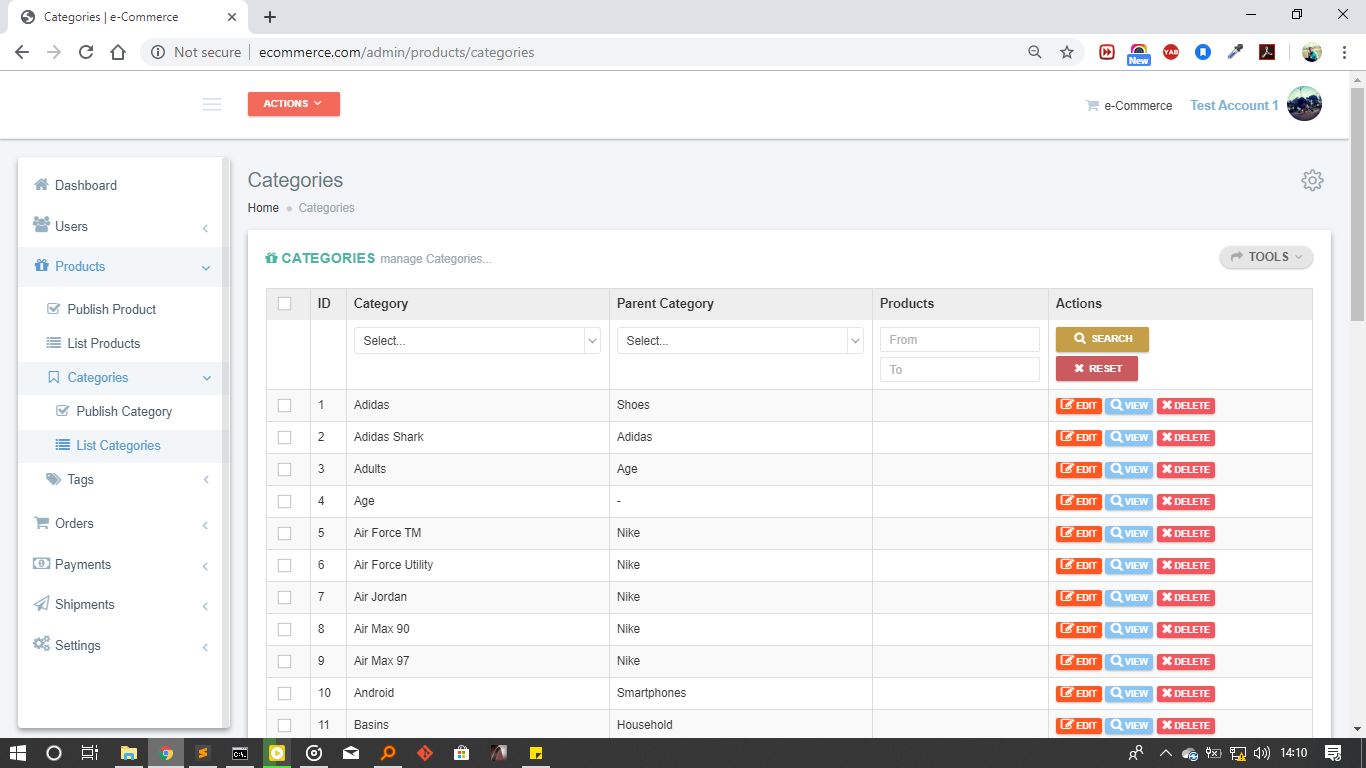 Categories | e-Commerce
Not secure ecommerce.com/admin/products/categories
New
YAB
ACTIONS
e-Commerce Test Account 1
Dashboard
Users
Products
Publish Product
List Products
Categories
Publish Category
List Categories
Tags
Orders
Payments
Shipments
Settings
Categories
Home Categories
CATEGORIES manage Categories...
TOOLS
ID Category Parent Category Products Actions
Select... Select... From SEARCH
To RESET
1 Adidas Shoes EDIT VIEW DELETE
2 Adidas Shark Adidas EDIT VIEW DELETE
3 Adults Age EDIT VIEW DELETE
4 Age - EDIT VIEW DELETE
5 Air Force TM Nike EDIT VIEW DELETE
6 Air Force Utility Nike EDIT VIEW DELETE
7 Air Jordan Nike EDIT VIEW DELETE
8 Air Max 90 Nike EDIT VIEW DELETE
9 Air Max 97 Nike EDIT VIEW DELETE
10 Android Smartphones EDIT VIEW DELETE
11 Basins Household EDIT VIEW DELETE
14:10